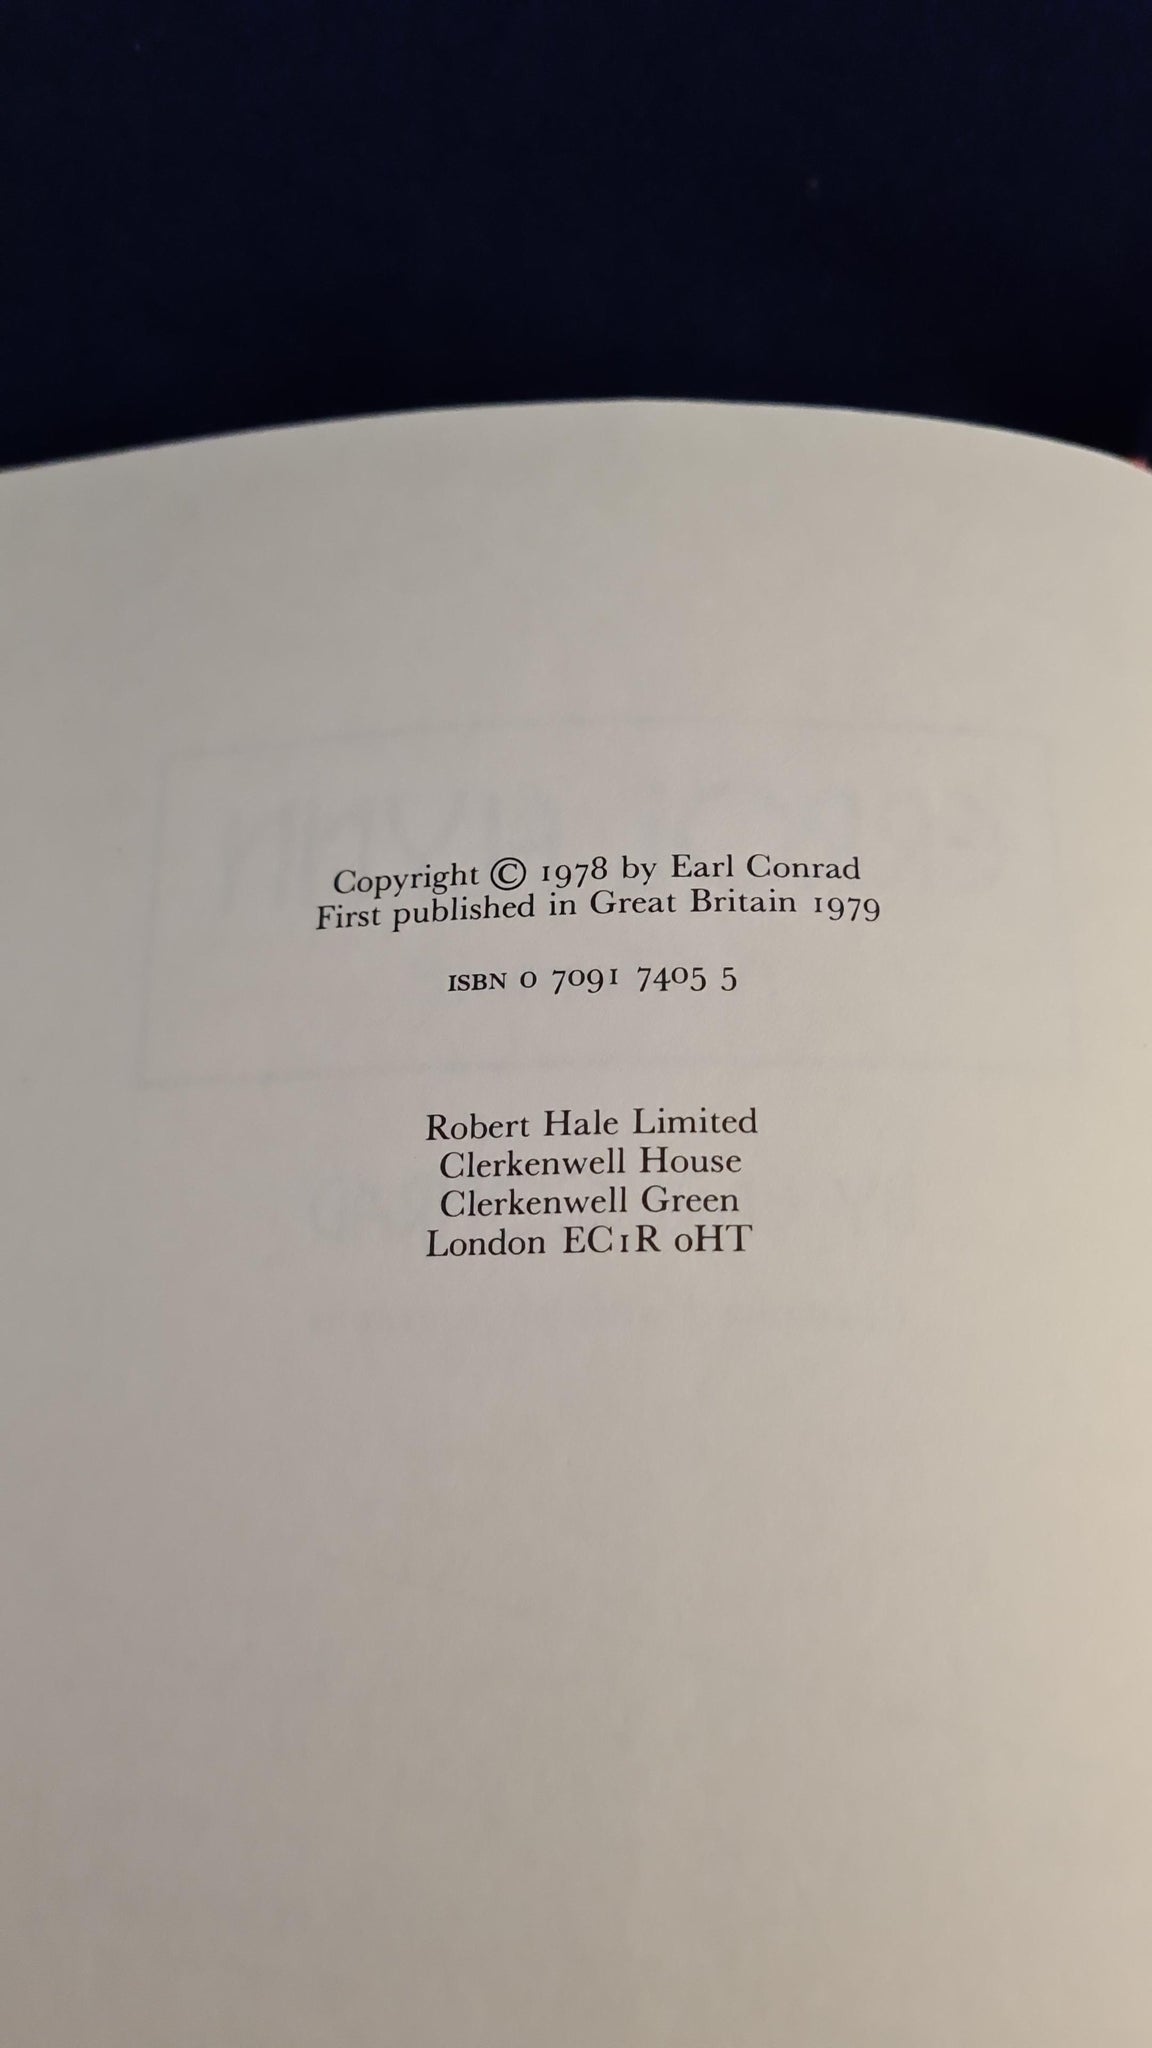 Copyright © 1978 by Earl Conrad
First published in Great Britain 1979
ISBN 0 7091 7405 5
Robert Hale Limited
Clerkenwell House
Clerkenwell Green
London EC1R 0HT